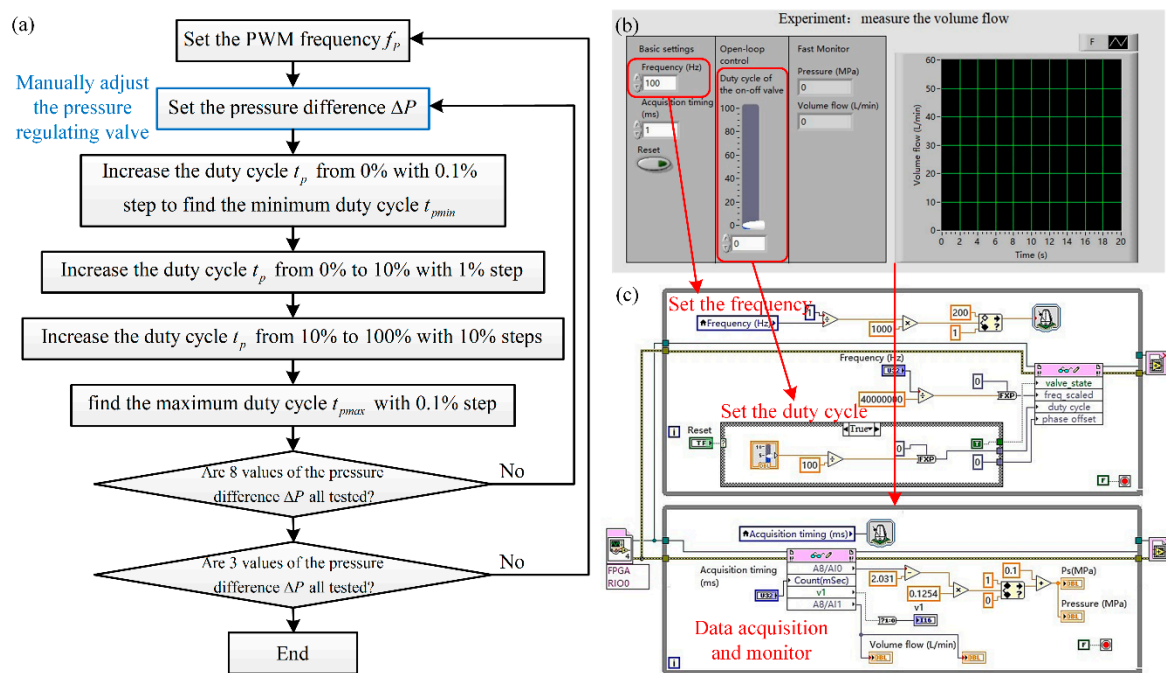 (a)
Set the PWM frequency fp
Manually adjust
the pressure
regulating valve
Set the pressure difference ΔP
Increase the duty cycle tp from 0% with 0.1%
step to find the minimum duty cycle tpmin
Increase the duty cycle tp from 0% to 10% with 1% step
Increase the duty cycle tp from 10% to 100% with 10% steps
find the maximum duty cycle tpmax with 0.1% step
Are 8 values of the pressure
difference ΔP all tested?
No
Are 3 values of the pressure
difference ΔP all tested?
No
End
(b)
Experiment: measure the volume flow
Basic settings
Frequency (Hz)
100
Acquisition timing
(ms)
1
Reset
Open-loop
control
Duty cycle of
the on-off valve
100
80
60
40
20
0
0
Fast Monitor
Pressure (MPa)
0
Volume flow (L/min)
0
F
60
50
40
30
20
10
0
Volume flow (L/min)
0 2 4 6 8 10 12 14 16 18 20
Time (s)
(c)
Set the frequency
Frequency (Hz)
1
1000
200
1
Frequency (Hz)
U32
40000000
0
FXP
valve_state
freq_scaled
duty cycle
phase offset
Set the duty cycle
True
Reset
TF
DBL
100
0
FXP
0
0
i
F
FPGA
RIO0
Acquisition timing (ms)
Acquisition timing
(ms)
U32
A8/AI0
Count(mSec)
v1
A8/AI1
2.031
0.1254
1
0
0.1
v1
?1:0
I16
Ps(MPa)
DBL
Pressure (MPa)
DBL
Volume flow (L/min)
DBL
DBL
Data acquisition
and monitor
i
F